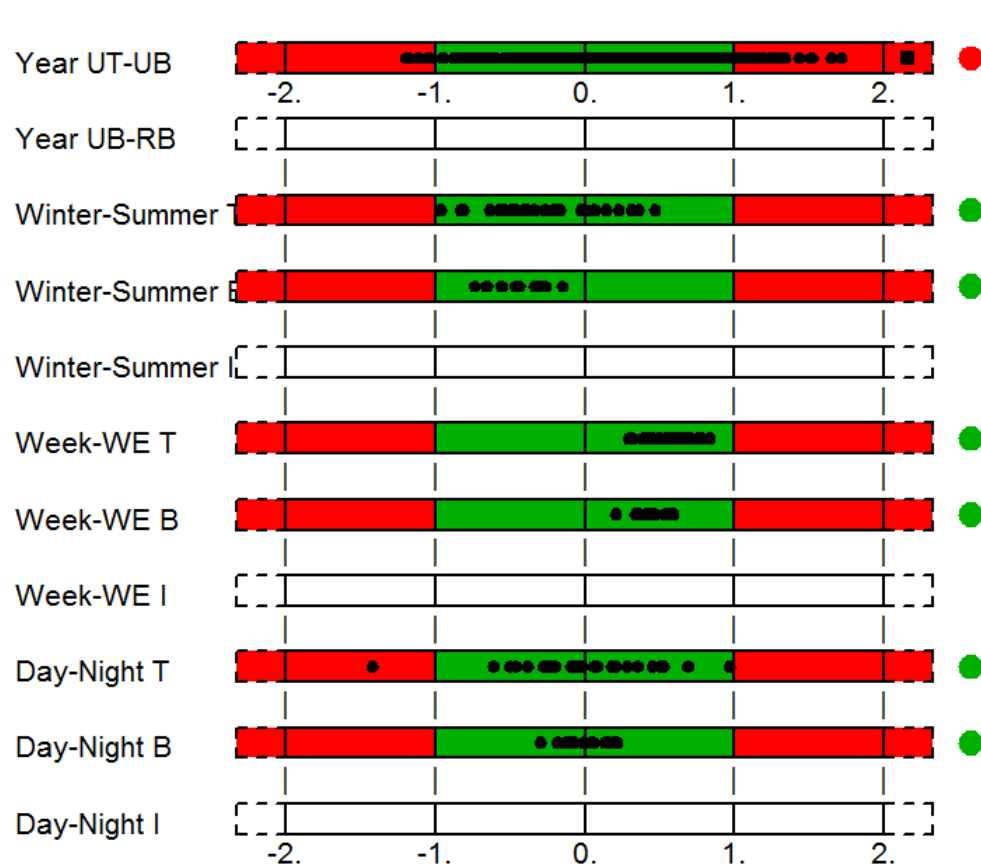 Year UT-UB
-2. -1. 0. 1. 2.
Year UB-RB
Winter-Summer T
Winter-Summer B
Winter-Summer I
Week-WE T
Week-WE B
Week-WE I
Day-Night T
Day-Night B
Day-Night I
-2. -1. 0. 1. 2.